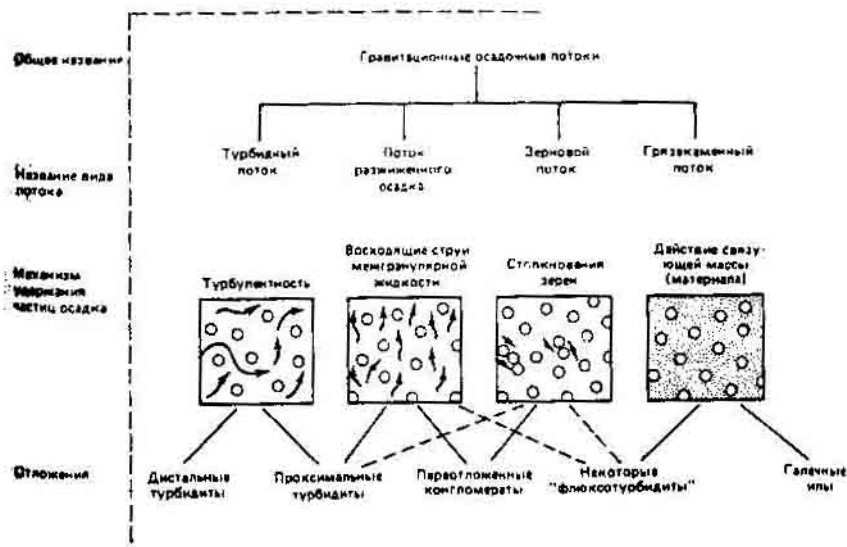 Общее название
Гравитационные осадочные потоки
Название вида
потока
Турбидный
поток
Поток
разжиженного
осадка
Зерновой
поток
Грязекаменный
поток
Механизм
удержания
частиц осадка
Турбулентность
Восходящие струи
межгранулярной
жидкости
Столкновения
зерен
Действие связу-
ющей массы
(материала)
Отложения
Дистальные
турбидиты
Проксимальные
турбидиты
Переотложенные
конгломераты
Некоторые
"флюксотурбидиты"
Галечные
илы